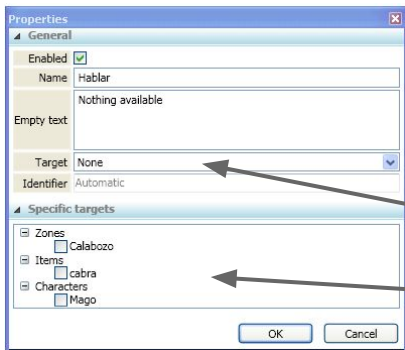 Properties
General
Enabled
Name Hablar
Empty text Nothing available
Target None
Identifier Automatic
Specific targets
Zones
Calabozo
Items
cabra
Characters
Mago
OK Cancel